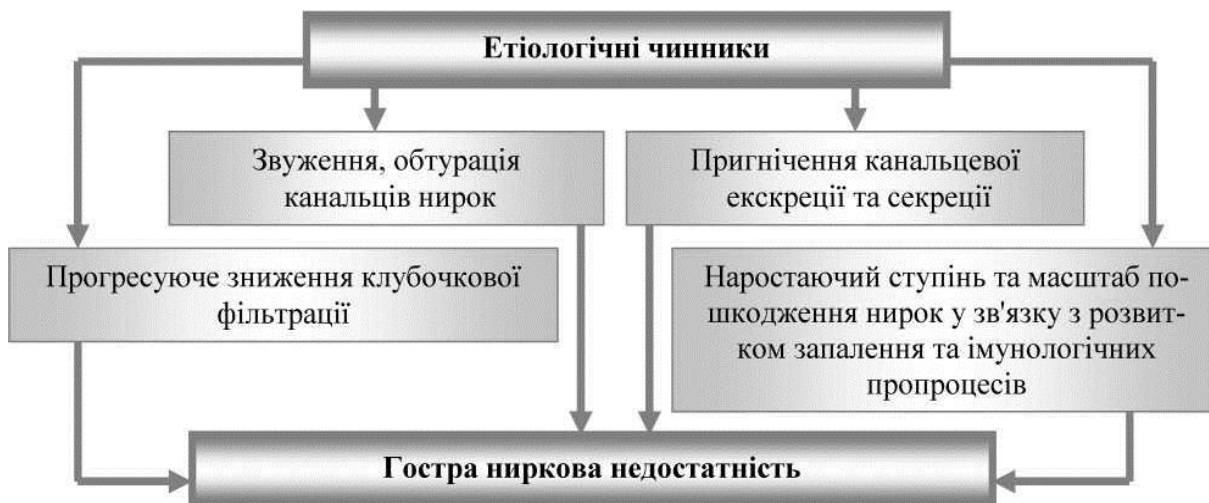 Етіологічні чинники
Звуження, обтурація
канальців нирок
Пригнічення канальцевої
екскреції та секреції
Прогресуюче зниження клубочкової
фільтрації
Наростаючий ступінь та масштаб по-
шкодження нирок у зв'язку з розвит-
ком запалення та імунологічних
пропроцесів
Гостра ниркова недостатність